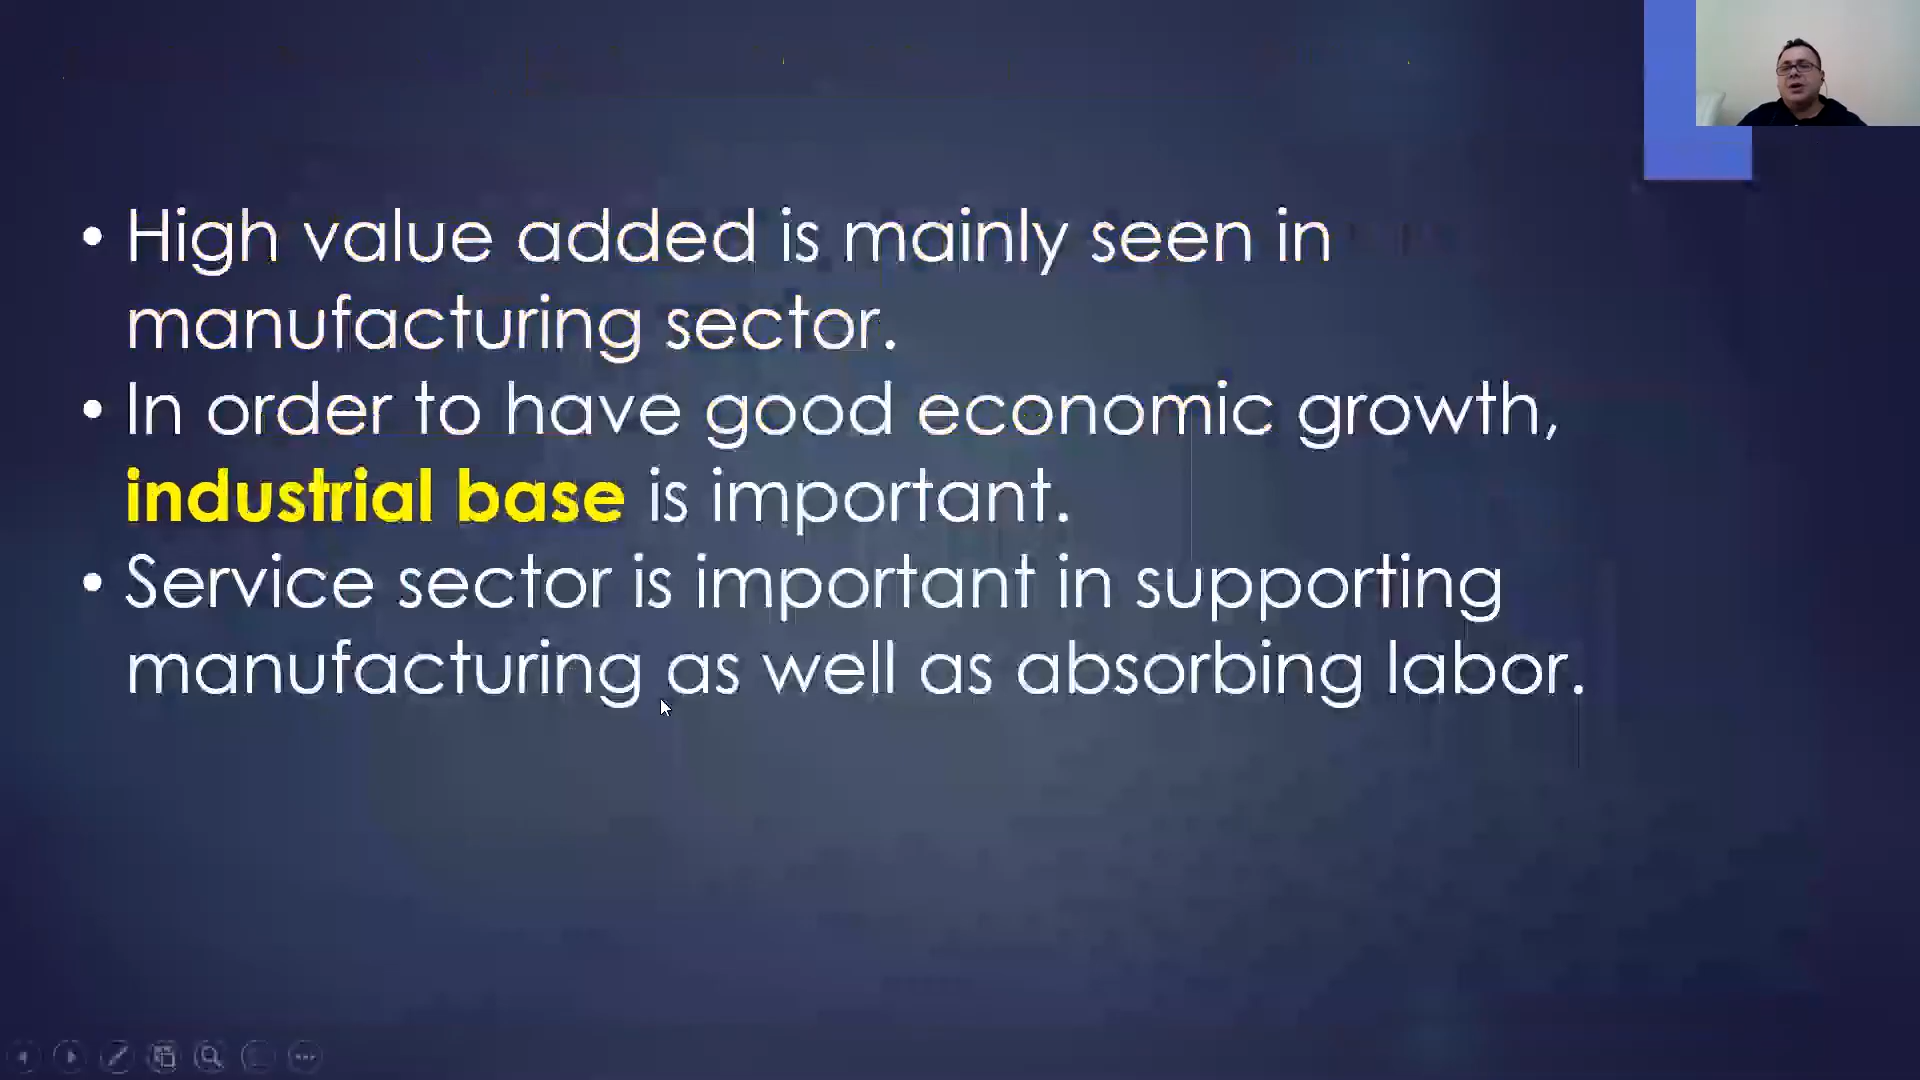 • High value added is mainly seen in
manufacturing sector.
• In order to have good economic growth,
industrial base is important.
• Service sector is important in supporting
manufacturing as well as absorbing labor.